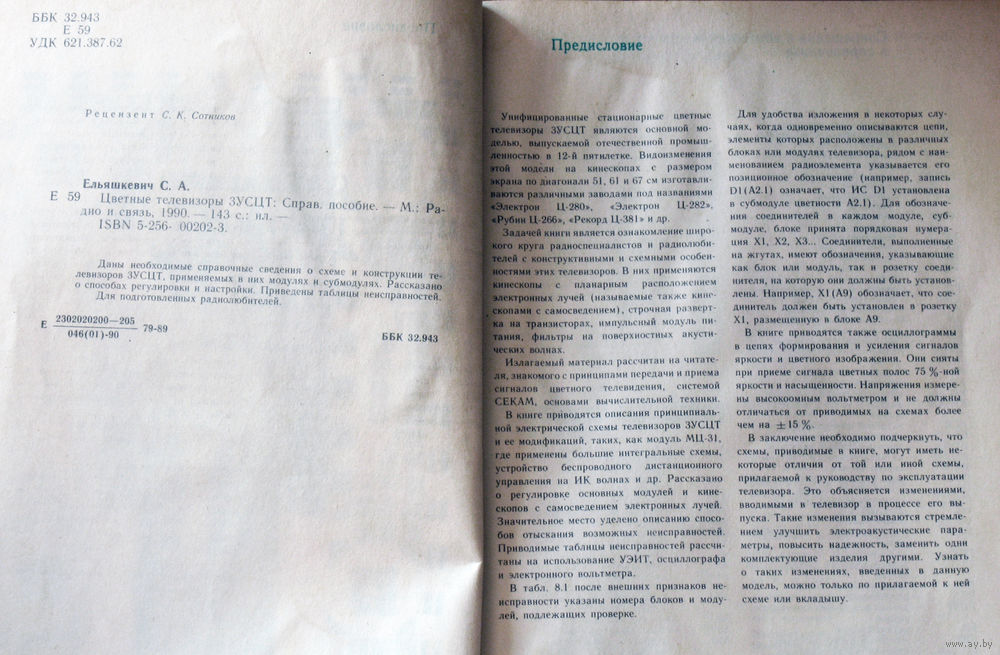 ББК 32.943
Е 59
УДК 621.387.62
Рецензент С. К. Сотников
Ельяшкевич С. А.
Е 59 Цветные телевизоры ЗУСЦТ: Справ. пособие. — М.: Ра-
дио и связь, 1990. — 143 с.: ил. —
ISBN 5-256- 00202-3.
Даны необходимые справочные сведения о схеме и конструкции те-
левизоров ЗУСЦТ, применяемых в них модулях и субмодулях. Рассказано
о способах регулировки и настройки. Приведены таблицы неисправностей.
Для подготовленных радиолюбителей.
Е 2302020200—205
046(01)-90 79-89
ББК 32.943
Предисловие
Унифицированные стационарные цветные
телевизоры ЗУСЦТ являются основной мо-
делью, выпускаемой отечественной промыш-
ленностью в 12-й пятилетке. Видоизменения
этой модели на кинескопах с размером
экрана по диагонали 51, 61 и 67 см изготавли-
ваются различными заводами под названиями
«Электрон Ц-280», «Электрон Ц-282»,
«Рубин Ц-266», «Рекорд Ц-381» и др.
Задачей книги является ознакомление широ-
кого круга радиоспециалистов и радиолюби-
телей с конструктивными и схемными особен-
ностями этих телевизоров. В них применяются
кинескопы с планарным расположением
электронных лучей (называемые также кине-
скопами с самосведением), строчная разверт-
ка на транзисторах, импульсный модуль пи-
тания, фильтры на поверхностных акусти-
ческих волнах.
Излагаемый материал рассчитан на читате-
ля, знакомого с принципами передачи и приема
сигналов цветного телевидения, системой
СЕКАМ, основами вычислительной техники.
В книге приводятся описания принципиаль-
ной электрической схемы телевизоров ЗУСЦТ
и ее модификаций, таких, как модуль МЦ-31,
где применены большие интегральные схемы,
устройство беспроводного дистанционного
управления на ИК волнах и др. Рассказано
о регулировке основных модулей и кине-
скопов с самосведением электронных лучей.
Значительное место уделено описанию спосо-
бов отыскания возможных неисправностей.
Приводимые таблицы неисправностей рассчи-
таны на использование УЭИТ, осциллографа
и электронного вольтметра.
В табл. 8.1 после внешних признаков не-
исправности указаны номера блоков и моду-
лей, подлежащих проверке.
Для удобства изложения в некоторых слу-
чаях, когда одновременно описываются цепи,
элементы которых расположены в различных
блоках или модулях телевизора, рядом с наи-
менованием радиоэлемента указывается его
позиционное обозначение (например, запись
D1(A2.1) означает, что ИС D1 установлена
в субмодуле цветности А2.1). Для обозначе-
ния соединителей в каждом модуле, суб-
модуле, блоке принята порядковая нумера-
ция X1, X2, X3... Соединители, выполненные
на жгутах, имеют обозначения, указывающие
как блок или модуль, так и розетку соеди-
нителя, на которую они должны быть установ-
лены. Например, X1(A9) обозначает, что сое-
динитель должен быть установлен в розетку
X1, размещенную в блоке А9.
В книге приводятся также осциллограммы
в цепях формирования и усиления сигналов
яркости и цветного изображения. Они сняты
при приеме сигнала цветных полос 75 %-ной
яркости и насыщенности. Напряжения измере-
ны высокоомным вольтметром и не должны
отличаться от приводимых на схемах более
чем на ±15 %.
В заключение необходимо подчеркнуть, что
схемы, приводимые в книге, могут иметь не-
которые отличия от той или иной схемы,
прилагаемой к руководству по эксплуатации
телевизора. Это объясняется изменениями,
вводимыми в телевизор в процессе его вы-
пуска. Такие изменения вызываются стремле-
нием улучшить электроакустические пара-
метры, повысить надежность, заменить одни
комплектующие изделия другими. Узнать
о таких изменениях, введенных в данную
модель, можно только по прилагаемой к ней
схеме или вкладышу.
www.ay.by